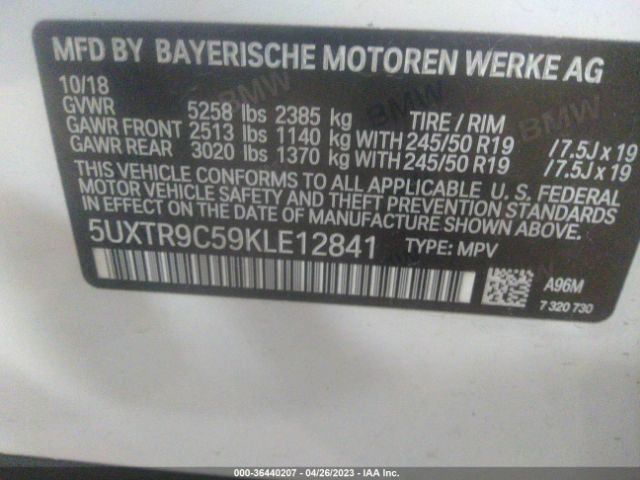 MFD BY BAYERISCHE MOTOREN WERKE AG
10/18
GVWR 5258 lbs 2385 kg TIRE / RIM
GAWR FRONT 2513 lbs 1140 kg WITH 245/50 R19 / 7.5J x 19
GAWR REAR 3020 lbs 1370 kg WITH 245/50 R19 / 7.5J x 19
THIS VEHICLE CONFORMS TO ALL APPLICABLE U. S. FEDERAL
MOTOR VEHICLE SAFETY AND THEFT PREVENTION STANDARDS
IN EFFECT ON THE DATE OF MANUFACTURE SHOWN ABOVE.
5UXTR9C59KLE12841 TYPE: MPV
A96M
7 320 730
BMW
BMW
BMW
#36440207 - 04/26/2023 - IAA Inc.